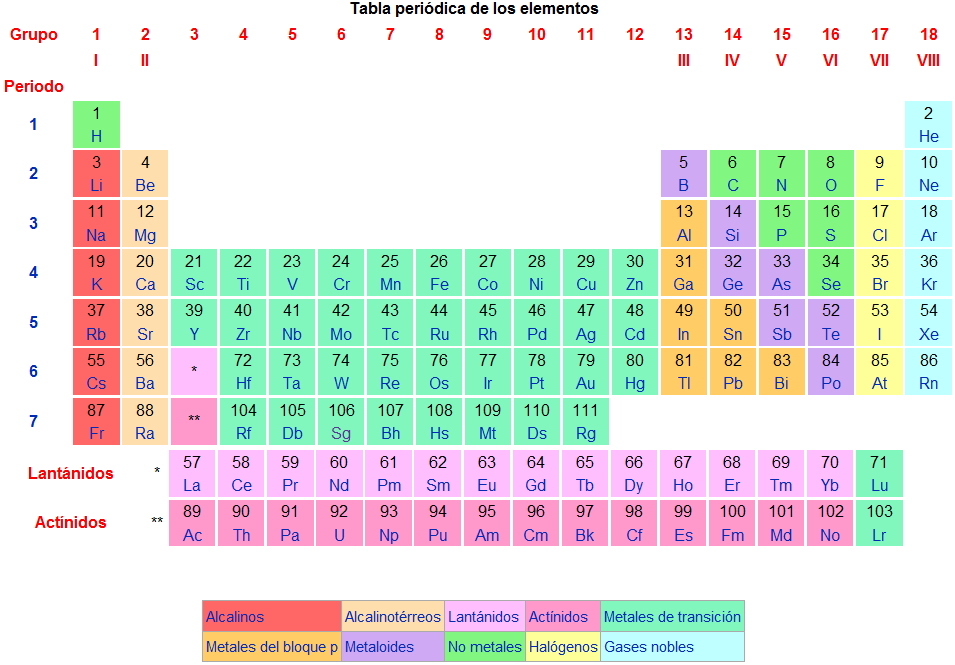 Tabla periódica de los elementos
Grupo 1 2 3 4 5 6 7 8 9 10 11 12 13 14 15 16 17 18
I II III IV V VI VII VIII
Periodo
1 1 2
H He
2 3 4 5 6 7 8 9 10
Li Be B C N O F Ne
3 11 12 13 14 15 16 17 18
Na Mg Al Si P S Cl Ar
4 19 20 21 22 23 24 25 26 27 28 29 30 31 32 33 34 35 36
K Ca Sc Ti V Cr Mn Fe Co Ni Cu Zn Ga Ge As Se Br Kr
5 37 38 39 40 41 42 43 44 45 46 47 48 49 50 51 52 53 54
Rb Sr Y Zr Nb Mo Tc Ru Rh Pd Ag Cd In Sn Sb Te I Xe
6 55 56 * 72 73 74 75 76 77 78 79 80 81 82 83 84 85 86
Cs Ba Hf Ta W Re Os Ir Pt Au Hg Tl Pb Bi Po At Rn
7 87 88 ** 104 105 106 107 108 109 110 111
Fr Ra Rf Db Sg Bh Hs Mt Ds Rg
Lantánidos * 57 58 59 60 61 62 63 64 65 66 67 68 69 70 71
La Ce Pr Nd Pm Sm Eu Gd Tb Dy Ho Er Tm Yb Lu
Actínidos ** 89 90 91 92 93 94 95 96 97 98 99 100 101 102 103
Ac Th Pa U Np Pu Am Cm Bk Cf Es Fm Md No Lr
Alcalinos Alcalinotérreos Lantánidos Actínidos Metales de transición
Metales del bloque p Metaloides No metales Halógenos Gases nobles